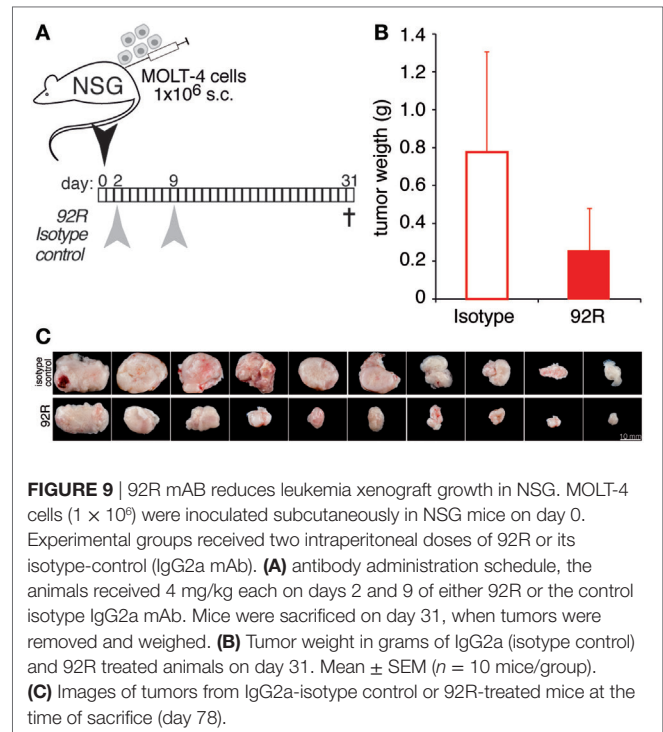 A
NSG
MOLT-4 cells
1x10⁶ s.c.
day: 0 2 9 31
92R
Isotype
control
†
B
tumor weigth (g)
1.4
1.2
1.0
0.8
0.6
0.4
0.2
0
Isotype 92R
C
isotype
control
92R
10 mm
FIGURE 9 | 92R mAB reduces leukemia xenograft growth in NSG. MOLT-4
cells (1 × 10⁶) were inoculated subcutaneously in NSG mice on day 0.
Experimental groups received two intraperitoneal doses of 92R or its
isotype-control (IgG2a mAb). (A) antibody administration schedule, the
animals received 4 mg/kg each on days 2 and 9 of either 92R or the control
isotype IgG2a mAb. Mice were sacrificed on day 31, when tumors were
removed and weighed. (B) Tumor weight in grams of IgG2a (isotype control)
and 92R treated animals on day 31. Mean ± SEM (n = 10 mice/group).
(C) Images of tumors from IgG2a-isotype control or 92R-treated mice at the
time of sacrifice (day 78).